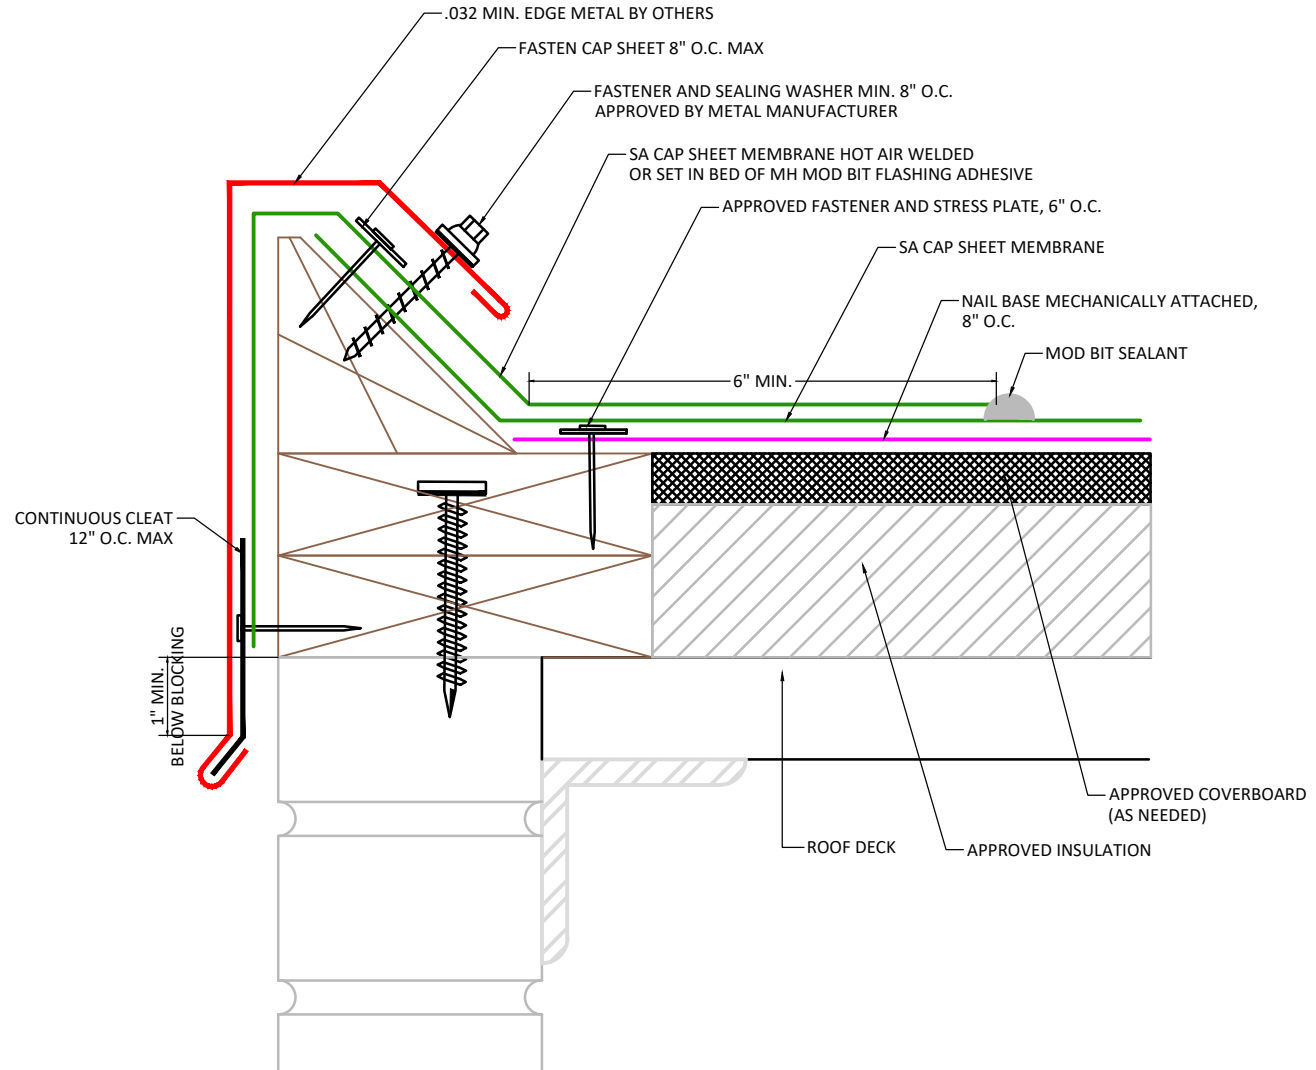 .032 MIN. EDGE METAL BY OTHERS
FASTEN CAP SHEET 8" O.C. MAX
FASTENER AND SEALING WASHER MIN. 8" O.C.
APPROVED BY METAL MANUFACTURER
SA CAP SHEET MEMBRANE HOT AIR WELDED
OR SET IN BED OF MH MOD BIT FLASHING ADHESIVE
APPROVED FASTENER AND STRESS PLATE, 6" O.C.
SA CAP SHEET MEMBRANE
NAIL BASE MECHANICALLY ATTACHED,
8" O.C.
MOD BIT SEALANT
6" MIN.
CONTINUOUS CLEAT
12" O.C. MAX
1" MIN.
BELOW BLOCKING
APPROVED COVERBOARD
(AS NEEDED)
ROOF DECK
APPROVED INSULATION